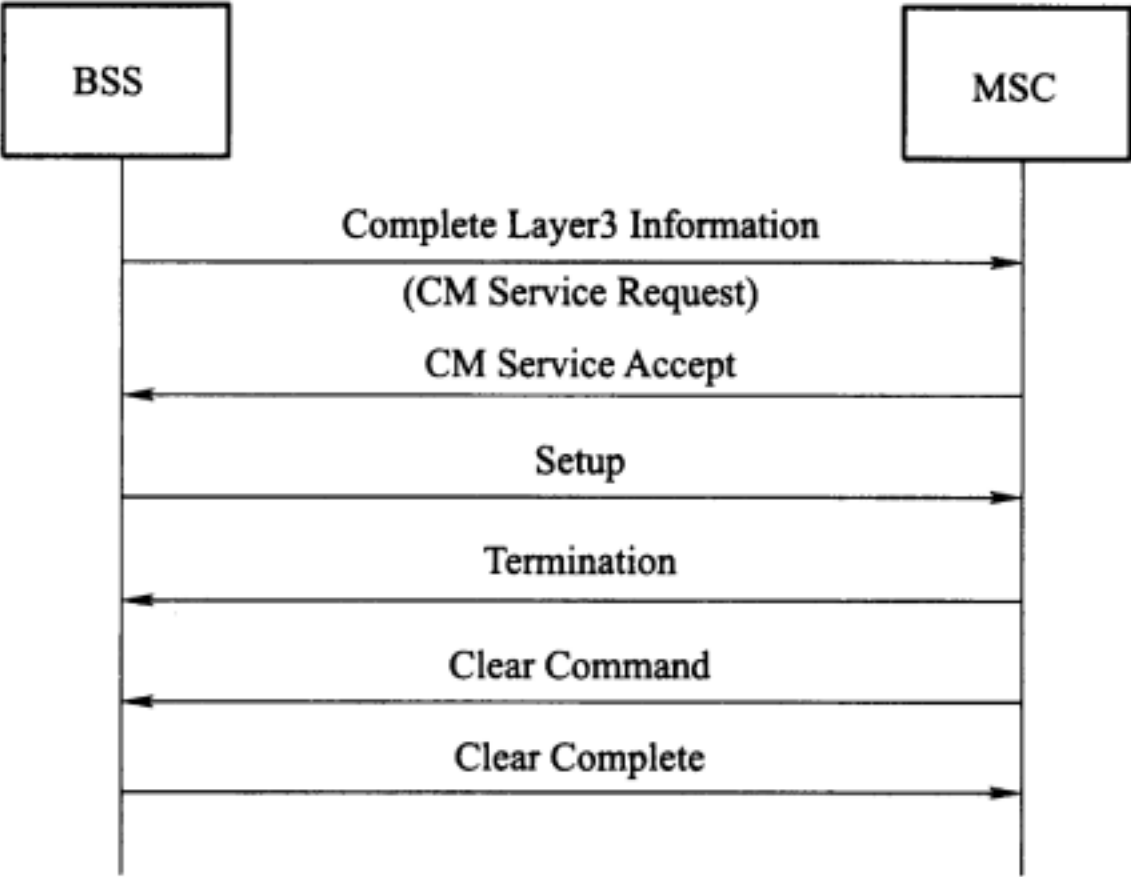 BSS
MSC
Complete Layer3 Information
(CM Service Request)
CM Service Accept
Setup
Termination
Clear Command
Clear Complete